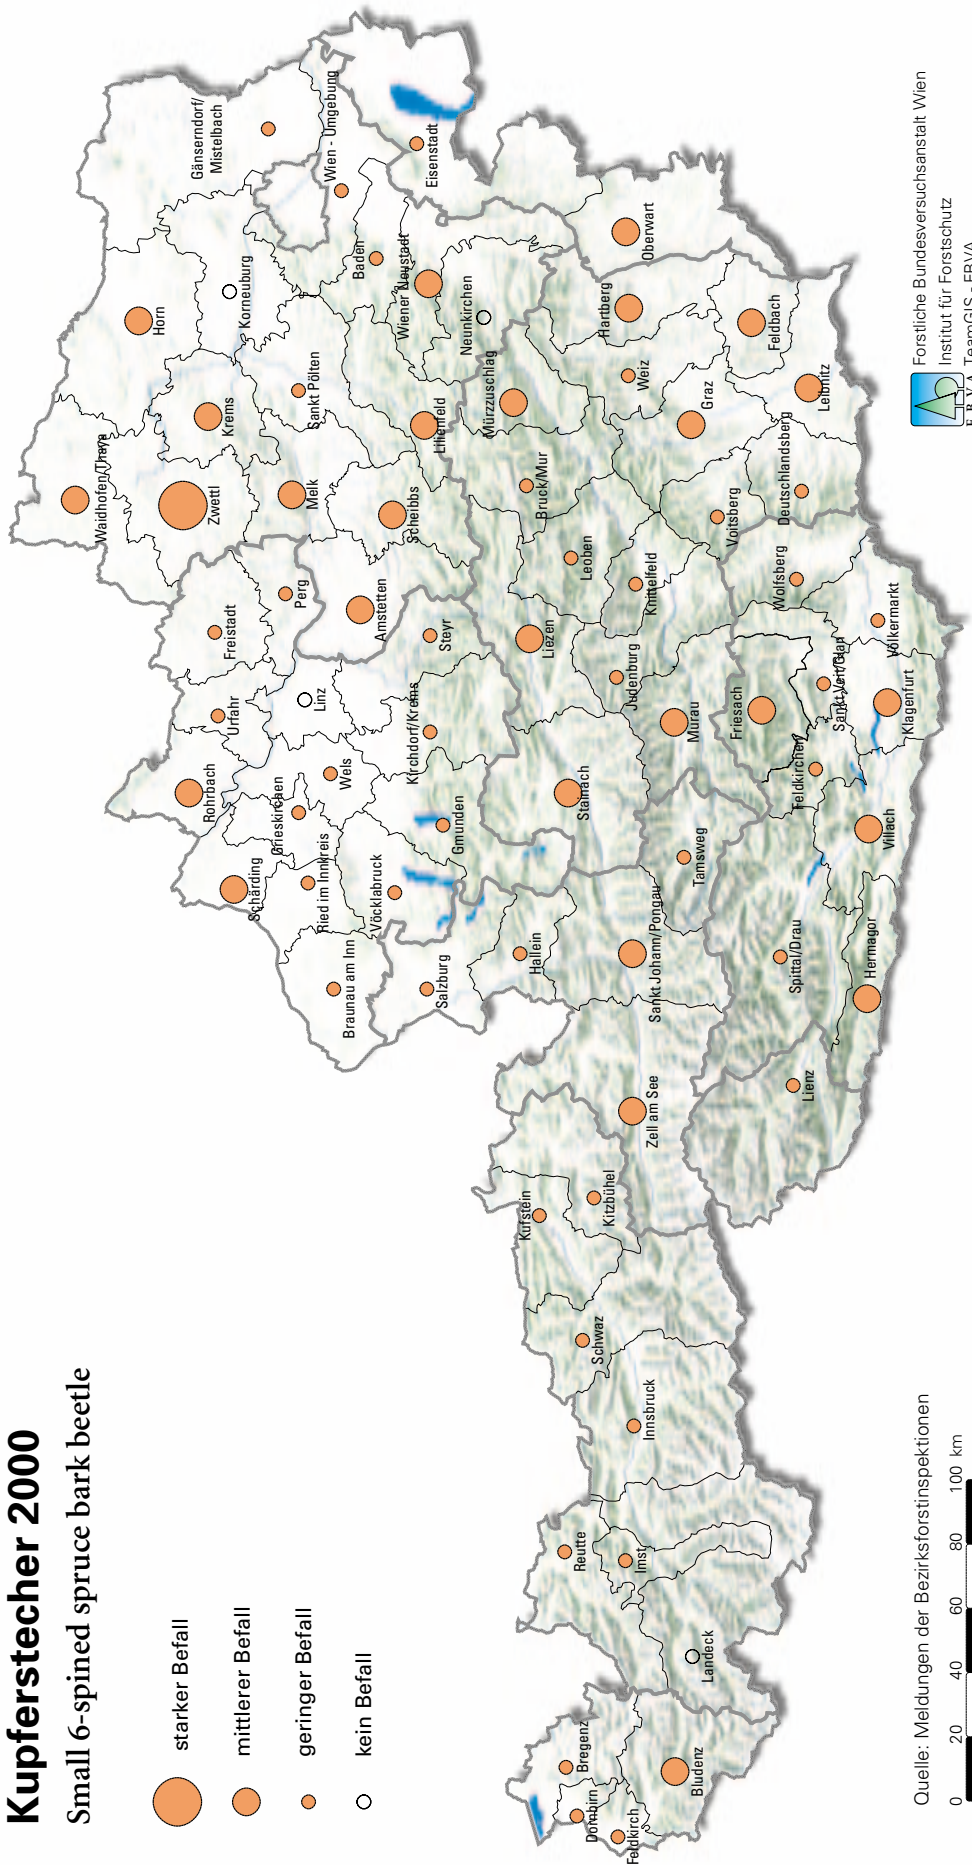 Kupferstecher 2000
Small 6-spined spruce bark beetle
starker Befall
mittlerer Befall
geringer Befall
kein Befall
Waidhofen/Thaya
Horn
Gänserndorf/
Mistelbach
Zwettl
Krems
Korneuburg
Wien - Umgebung
Freistadt
Perg
Melk
Sankt Pölten
Baden
Eisenstadt
Rohrbach
Urfahr
Linz
Amstetten
Scheibbs
Lilienfeld
Wiener Neustadt
Neunkirchen
Schärding
Grieskirchen
Wels
Ried im Innkreis
Braunau am Inn
Vöcklabruck
Gmunden
Kirchdorf/Krems
Steyr
Salzburg
Hallein
Stainach
Liezen
Leoben
Bruck/Mur
Mürzzuschlag
Hartberg
Oberwart
Weiz
Graz
Feldbach
Leibnitz
Deutschlandsberg
Voitsberg
Knittelfeld
Judenburg
Murau
Tamsweg
Sankt Johann/Pongau
Zell am See
Kitzbühel
Kufstein
Schwaz
Innsbruck
Reutte
Imst
Landeck
Bregenz
Dornbirn
Feldkirch
Bludenz
Lienz
Spittal/Drau
Hermagor
Villach
Feldkirchen
Friesach
Sankt Veit/Glan
Klagenfurt
Völkermarkt
Wolfsberg
Quelle: Meldungen der Bezirksforstinspektionen
0 20 40 60 80 100 km
Forstliche Bundesversuchsanstalt Wien
Institut für Forstschutz
F.B.V.A. TeamGIS - FBVA